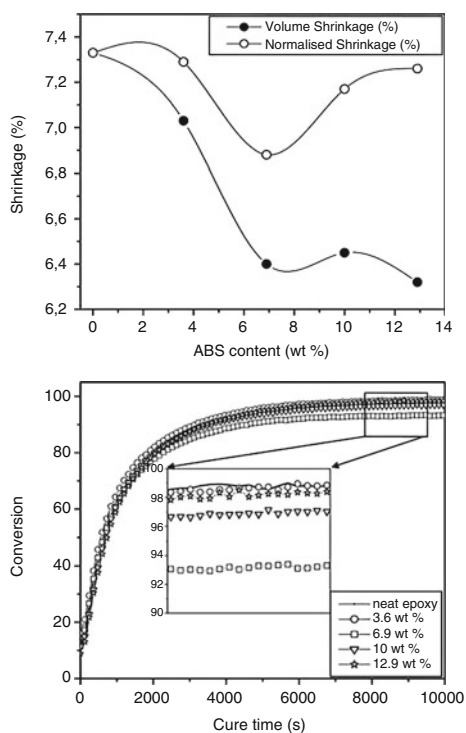 7,4
7,2
7,0
6,8
6,6
6,4
6,2
Shrinkage (%)
Volume Shrinkage (%)
Normalised Shrinkage (%)
0 2 4 6 8 10 12 14
ABS content (wt %)
100
80
60
40
20
0
Conversion
100
98
96
94
92
90
neat epoxy
3.6 wt %
6.9 wt %
10 wt %
12.9 wt %
0 2000 4000 6000 8000 10000
Cure time (s)